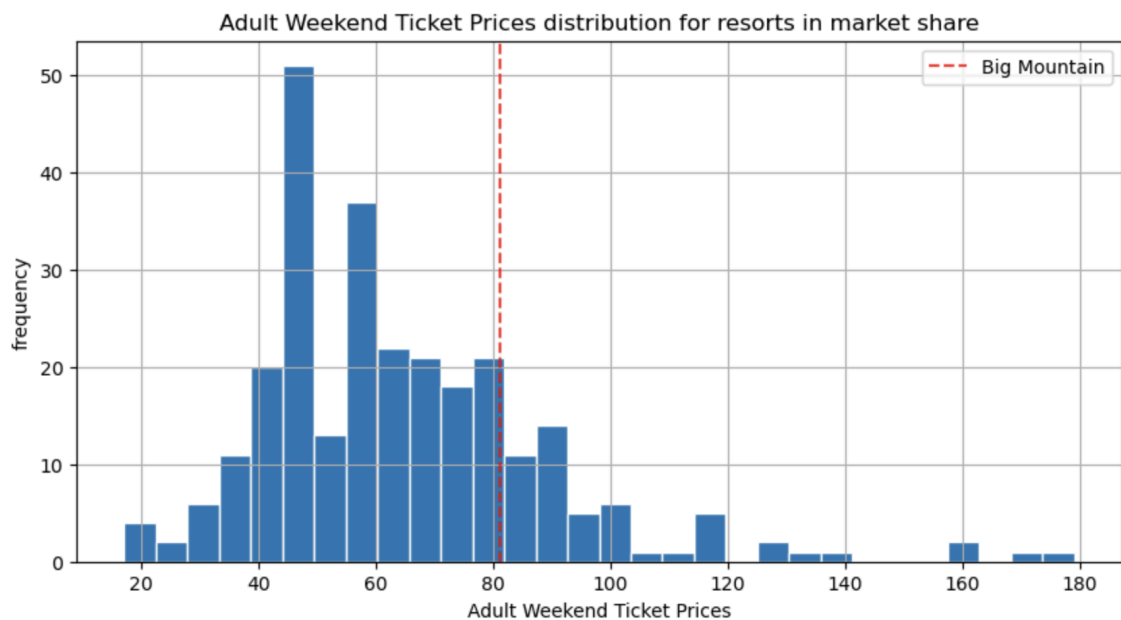 Adult Weekend Ticket Prices distribution for resorts in market share
Big Mountain
50
40
30
20
10
0
frequency
20 40 60 80 100 120 140 160 180
Adult Weekend Ticket Prices